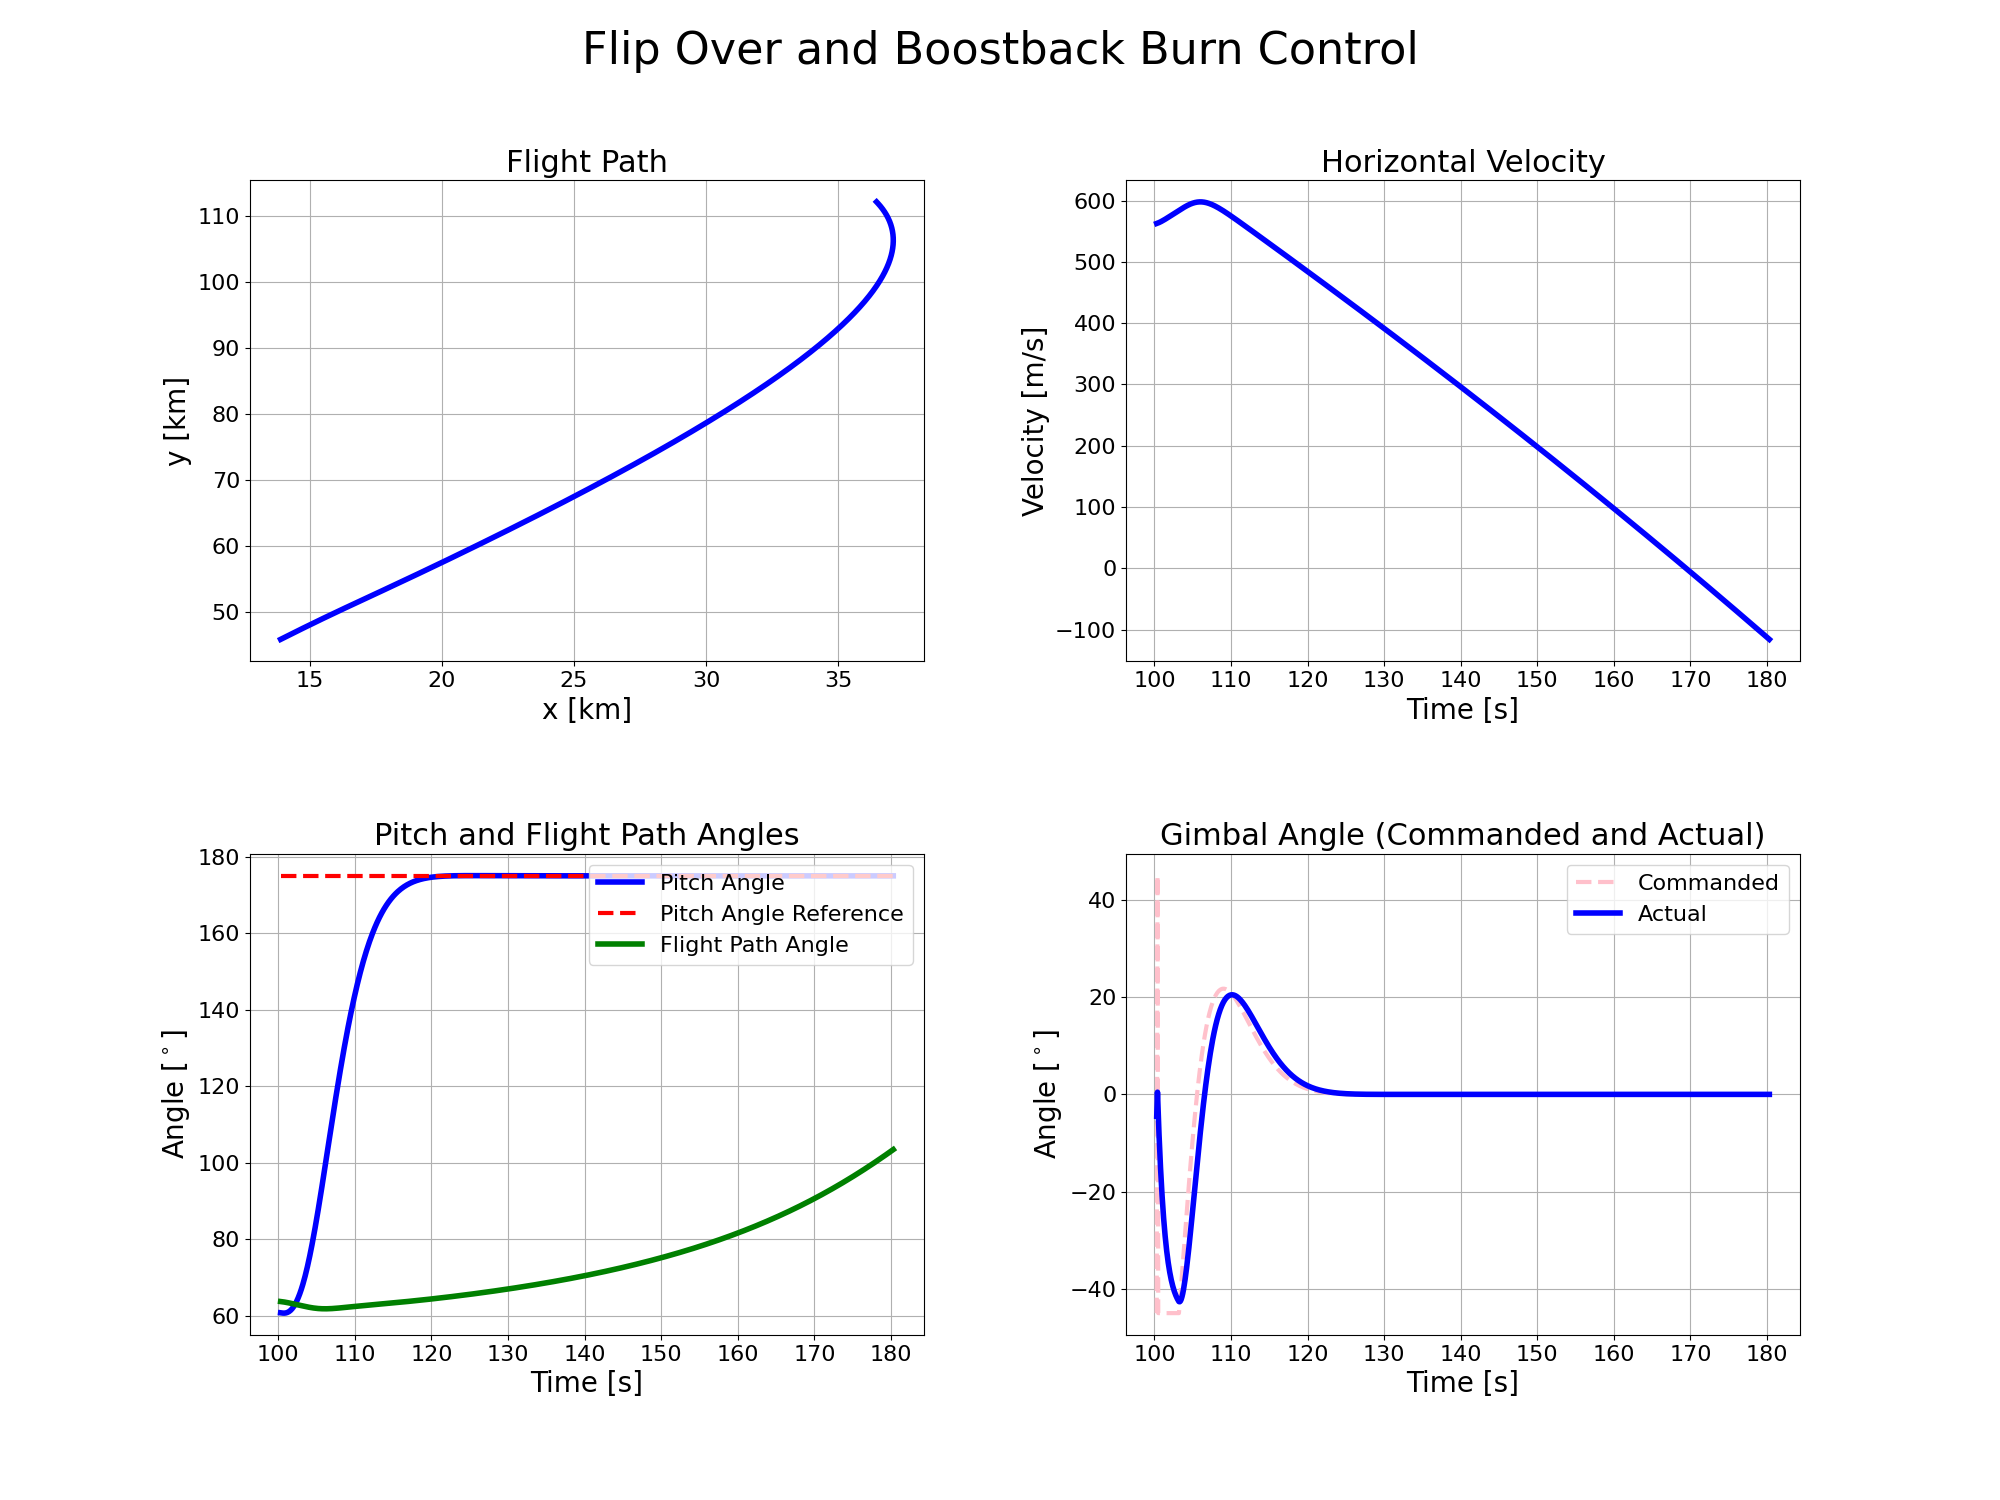 Flip Over and Boostback Burn Control
Flight Path
110
100
90
80
70
60
50
y [km]
15 20 25 30 35
x [km]
Horizontal Velocity
600
500
400
300
200
100
0
−100
Velocity [m/s]
100 110 120 130 140 150 160 170 180
Time [s]
Pitch and Flight Path Angles
180
160
140
120
100
80
60
Angle [°]
Pitch Angle
Pitch Angle Reference
Flight Path Angle
100 110 120 130 140 150 160 170 180
Time [s]
Gimbal Angle (Commanded and Actual)
40
20
0
−20
−40
Angle [°]
Commanded
Actual
100 110 120 130 140 150 160 170 180
Time [s]